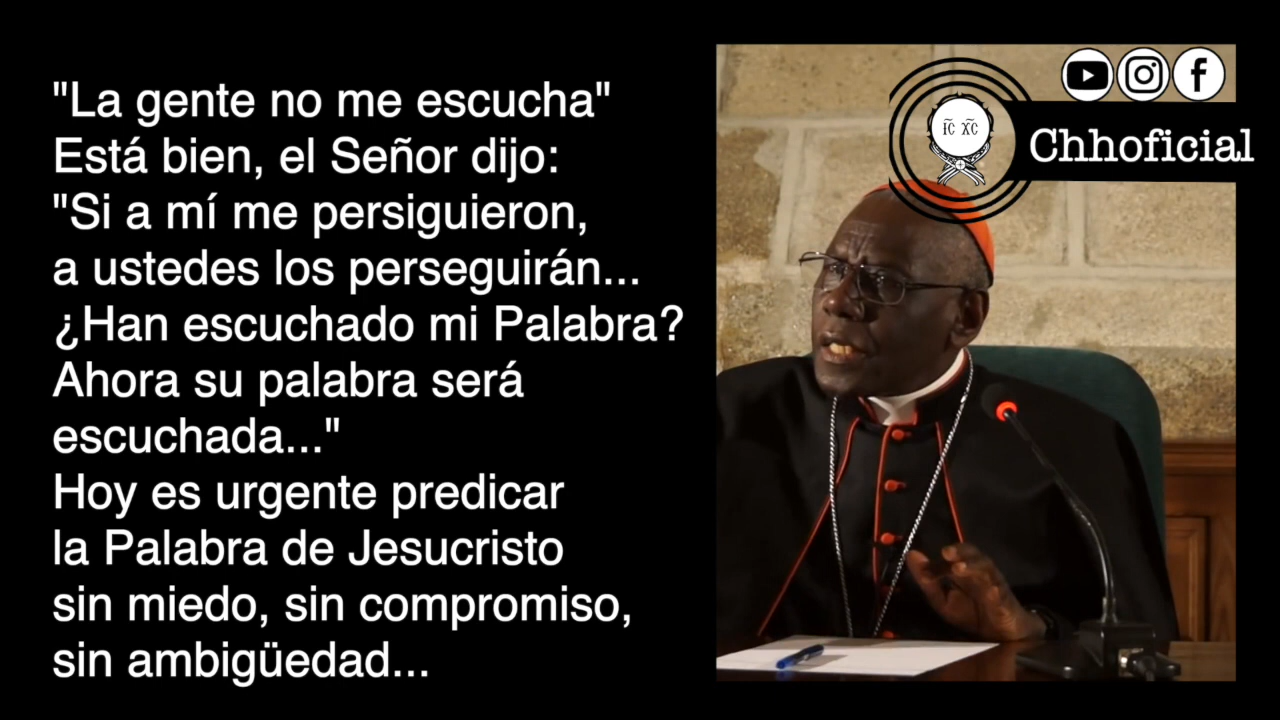 "La gente no me escucha"
Está bien, el Señor dijo:
"Si a mí me persiguieron,
a ustedes los perseguirán...
¿Han escuchado mi Palabra?
Ahora su palabra será
escuchada..."
Hoy es urgente predicar
la Palabra de Jesucristo
sin miedo, sin compromiso,
sin ambigüedad...
IC XC
Chhoficial